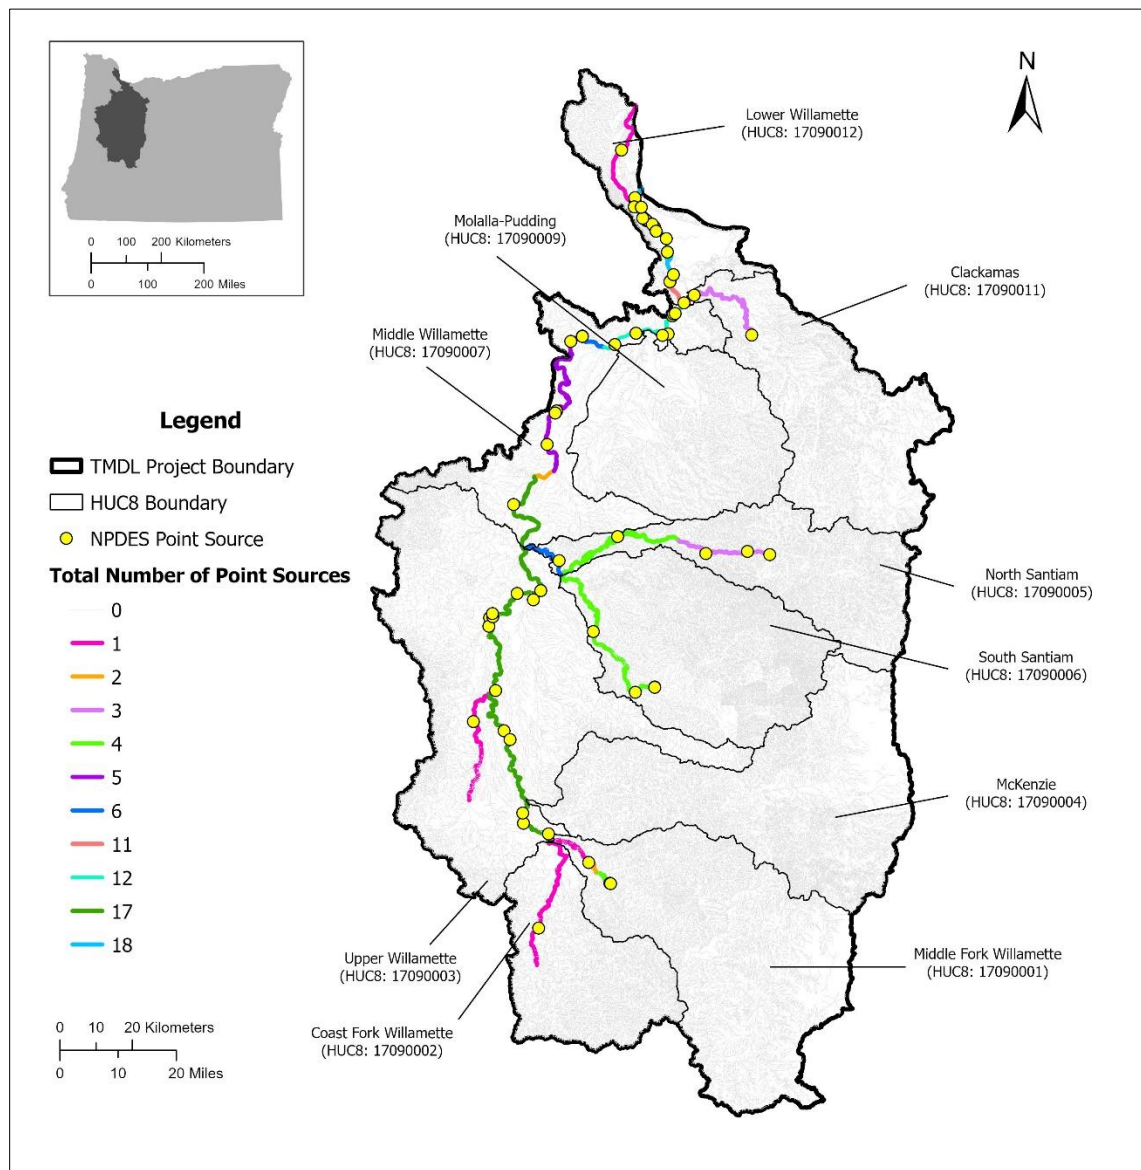 N
0 100 200 Kilometers
0 100 200 Miles
Lower Willamette
(HUC8: 17090012)
Molalla-Pudding
(HUC8: 17090009)
Clackamas
(HUC8: 17090011)
Middle Willamette
(HUC8: 17090007)
Legend
TMDL Project Boundary
HUC8 Boundary
NPDES Point Source
Total Number of Point Sources
0
1
2
3
4
5
6
11
12
17
18
North Santiam
(HUC8: 17090005)
South Santiam
(HUC8: 17090006)
McKenzie
(HUC8: 17090004)
Middle Fork Willamette
(HUC8: 17090001)
Upper Willamette
(HUC8: 17090003)
Coast Fork Willamette
(HUC8: 17090002)
0 10 20 Kilometers
0 10 20 Miles